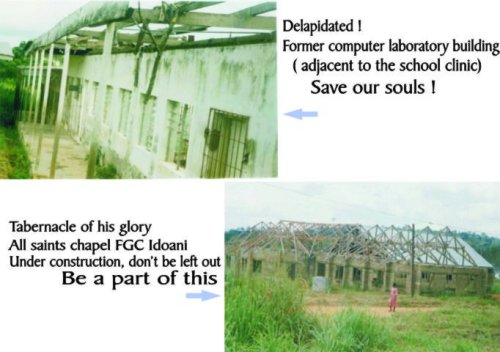 Delapidated !
Former computer laboratory building
( adjacent to the school clinic)
Save our souls !
Tabernacle of his glory
All saints chapel FGC Idoani
Under construction, don't be left out
Be a part of this